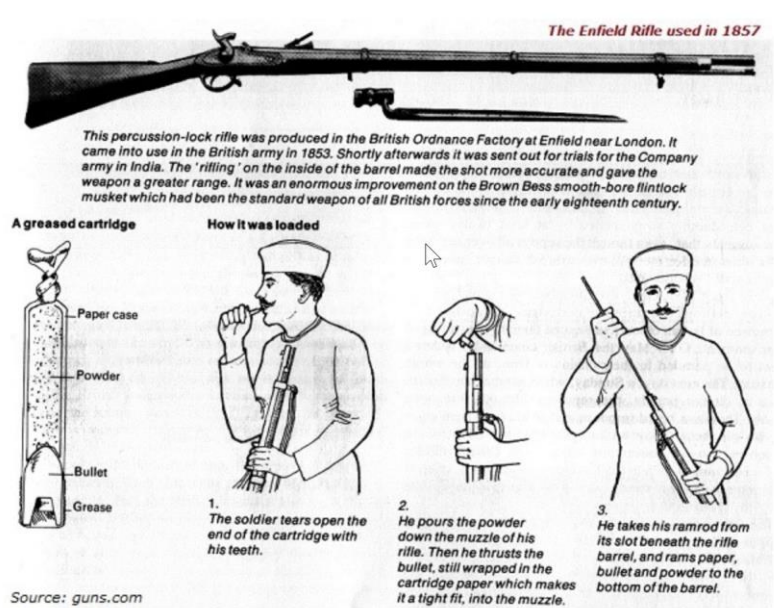 The Enfield Rifle used in 1857
This percussion-lock rifle was produced in the British Ordnance Factory at Enfield near London. It
came into use in the British army in 1853. Shortly afterwards it was sent out for trials for the Company
army in India. The 'rifling' on the inside of the barrel made the shot more accurate and gave the
weapon a greater range. It was an enormous improvement on the Brown Bess smooth-bore flintlock
musket which had been the standard weapon of all British forces since the early eighteenth century.
A greased cartridge
How it was loaded
Paper case
Powder
Bullet
Grease
1.
The soldier tears open the
end of the cartridge with
his teeth.
2.
He pours the powder
down the muzzle of his
rifle. Then he thrusts the
bullet, still wrapped in the
cartridge paper which makes
it a tight fit, into the muzzle.
3.
He takes his ramrod from
its slot beneath the rifle
barrel, and rams paper,
bullet and powder to the
bottom of the barrel.
Source: guns.com